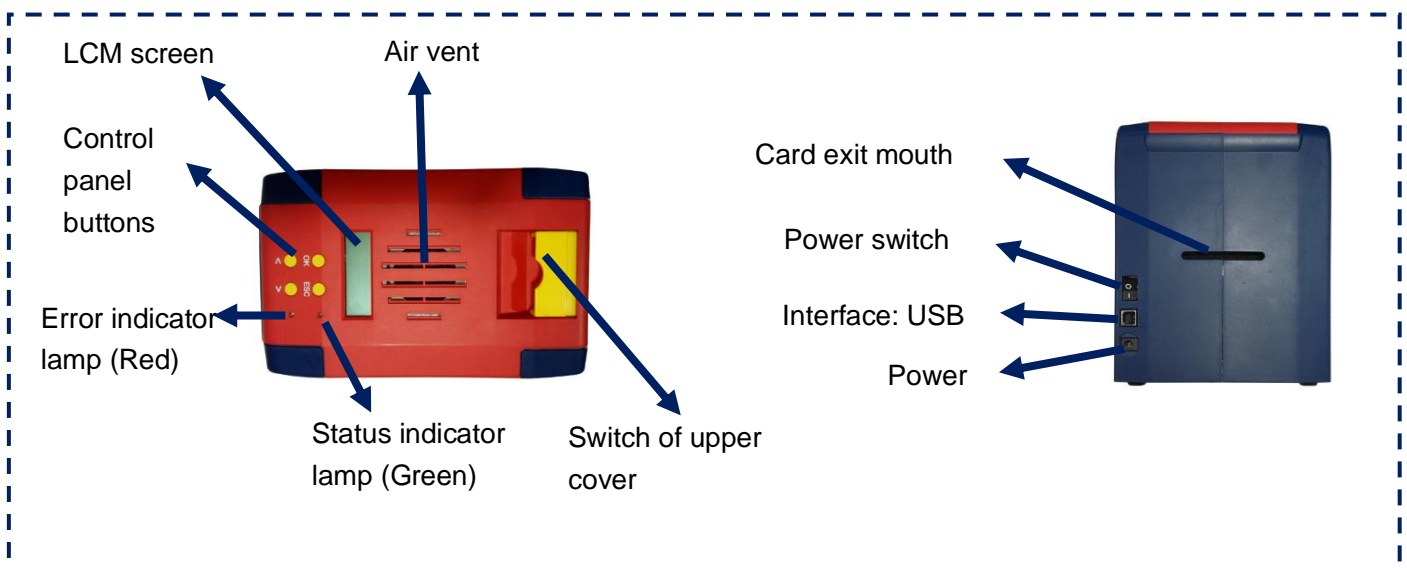 LCM screen
Air vent
Control
panel
buttons
Error indicator
lamp (Red)
Status indicator
lamp (Green)
Switch of upper
cover
OK
ESC
Card exit mouth
Power switch
Interface: USB
Power